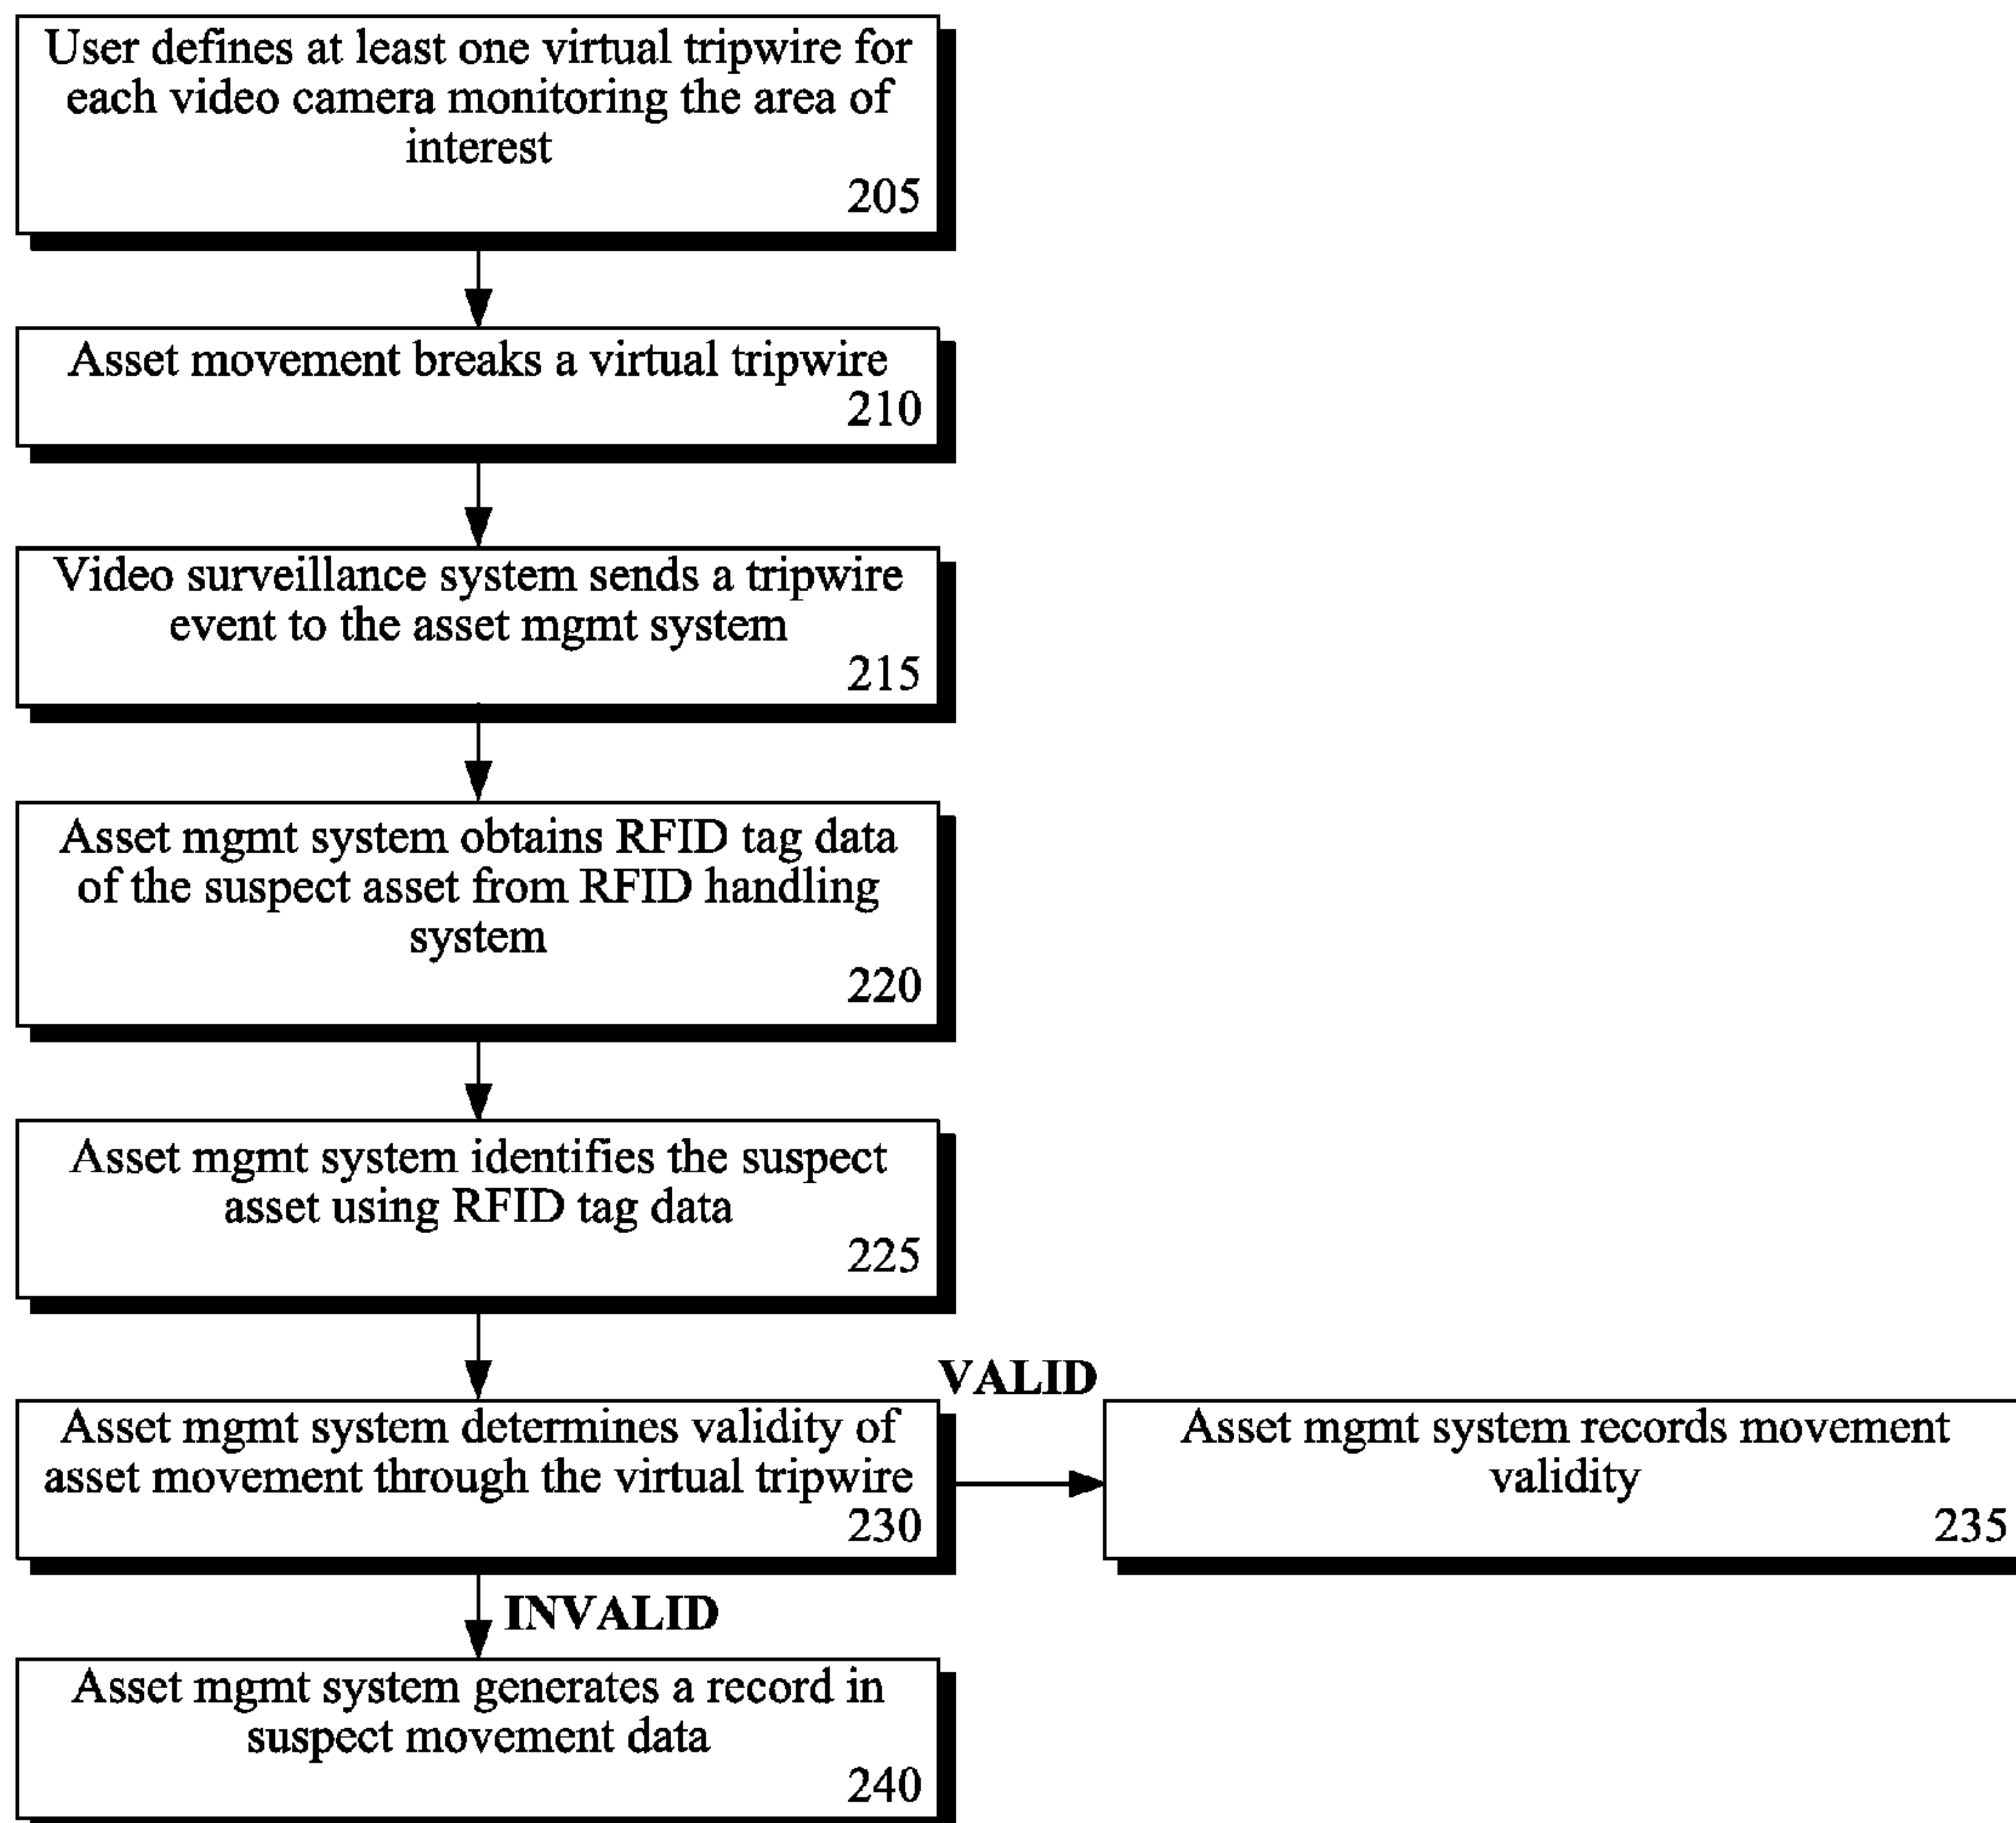 User defines at least one virtual tripwire for
each video camera monitoring the area of
interest
205
Asset movement breaks a virtual tripwire
210
Video surveillance system sends a tripwire
event to the asset mgmt system
215
Asset mgmt system obtains RFID tag data
of the suspect asset from RFID handling
system
220
Asset mgmt system identifies the suspect
asset using RFID tag data
225
Asset mgmt system determines validity of
asset movement through the virtual tripwire
230
VALID
Asset mgmt system records movement
validity
235
INVALID
Asset mgmt system generates a record in
suspect movement data
240